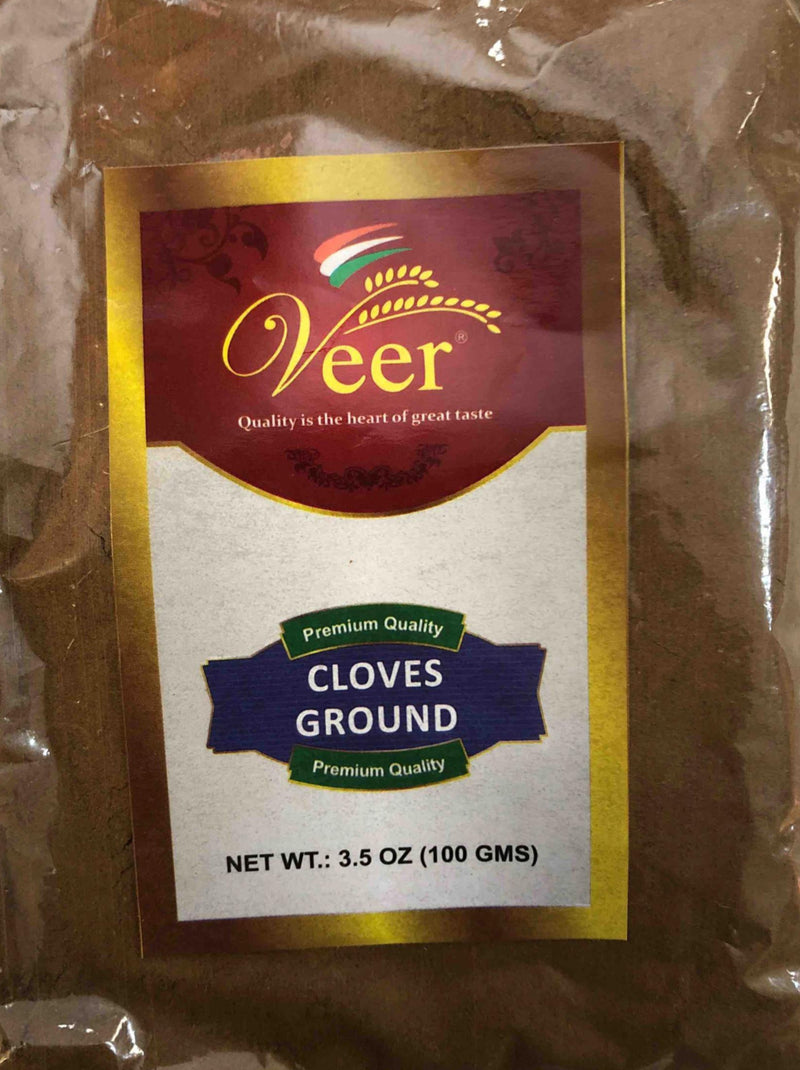 Veer®
Quality is the heart of great taste
Premium Quality
CLOVES
GROUND
Premium Quality
NET WT.: 3.5 OZ (100 GMS)